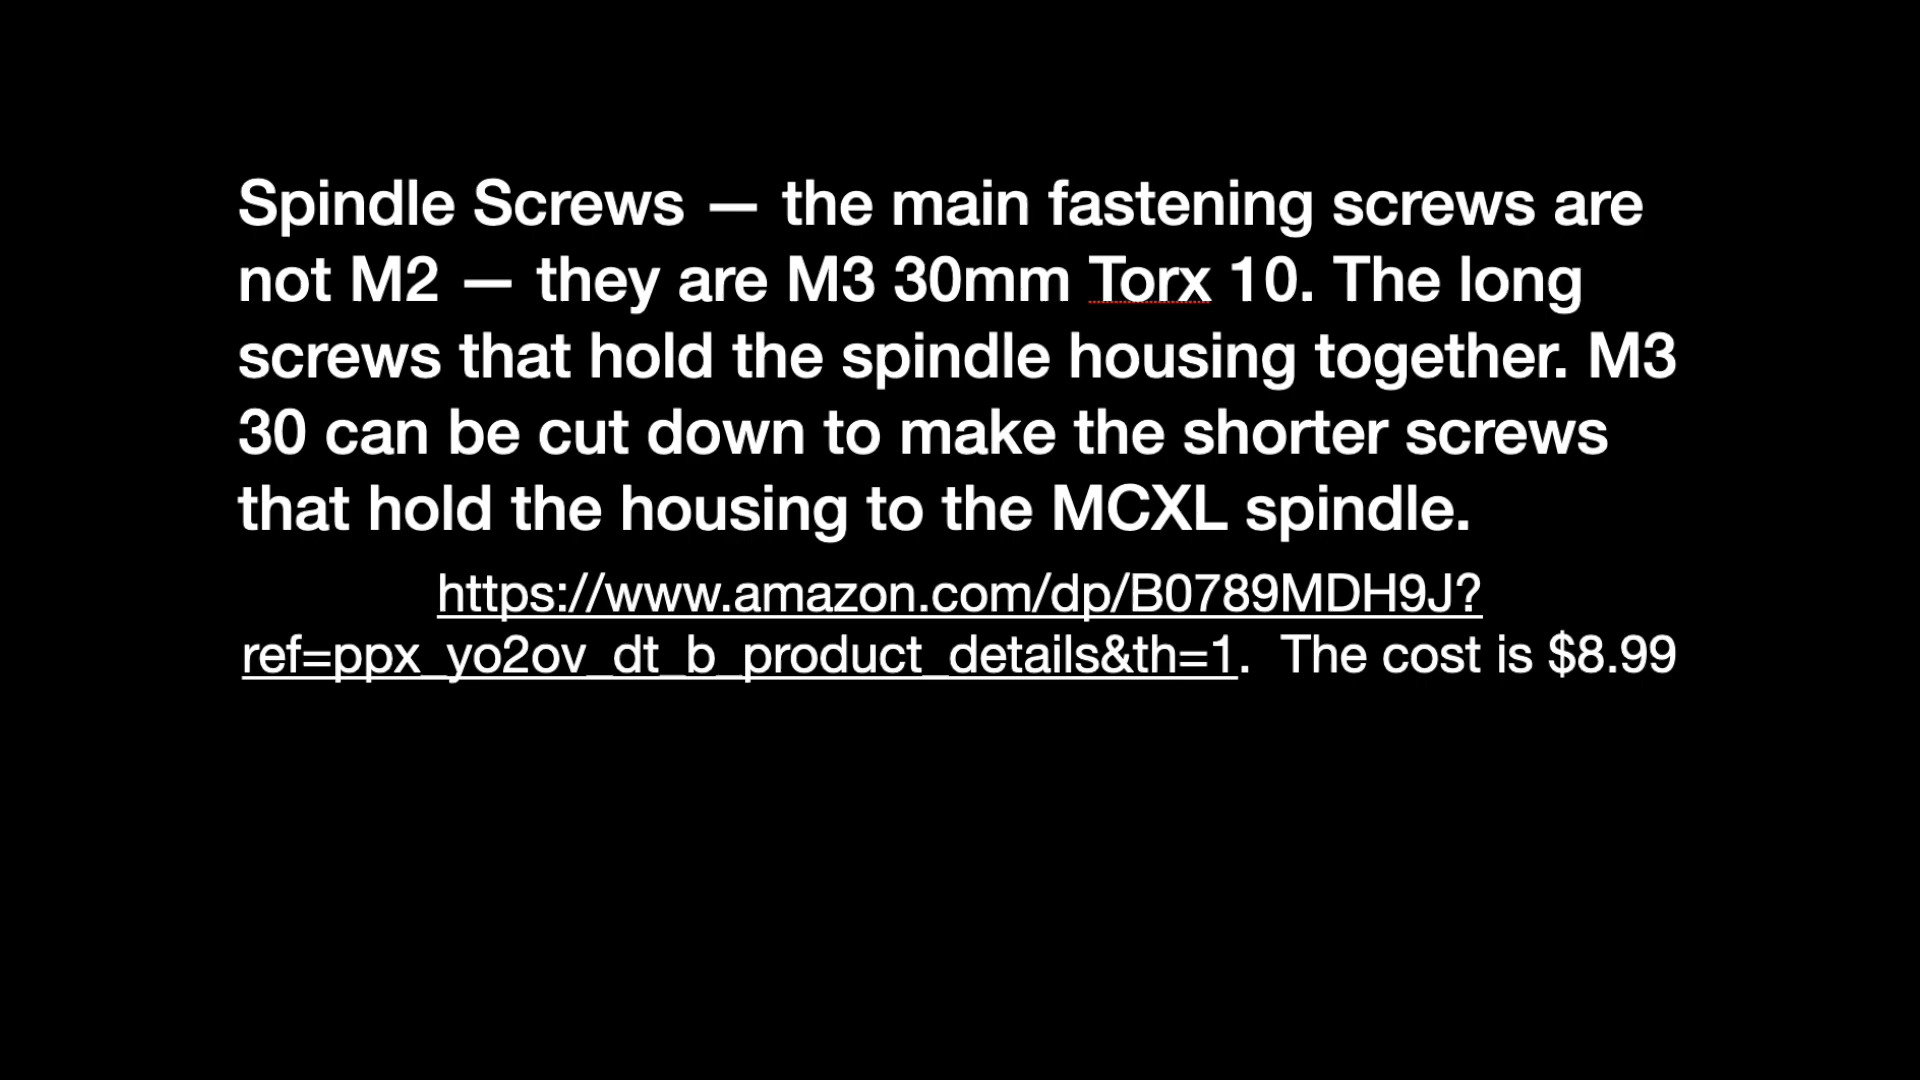 Spindle Screws — the main fastening screws are
not M2 — they are M3 30mm Torx 10. The long
screws that hold the spindle housing together. M3
30 can be cut down to make the shorter screws
that hold the housing to the MCXL spindle.
https://www.amazon.com/dp/B0789MDH9J?
ref=ppx_yo2ov_dt_b_product_details&th=1.  The cost is $8.99